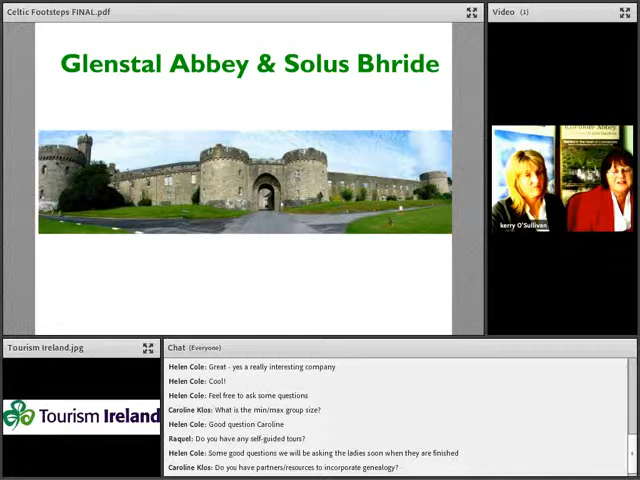 Celtic Footsteps FINAL.pdf
Video (1)
Glenstal Abbey & Solus Bhride
kerry O'Sullivan
Tourism Ireland.jpg
Tourism Ireland
Chat (Everyone)
Helen Cole: Great - yes a really interesting company
Helen Cole: Cool!
Helen Cole: Feel free to ask some questions
Caroline Klos: What is the min/max group size?
Helen Cole: Good question Caroline
Raquel: Do you have any self-guided tours?
Helen Cole: Some good questions we will be asking the ladies soon when they are finished
Caroline Klos: Do you have partners/resources to incorporate genealogy?